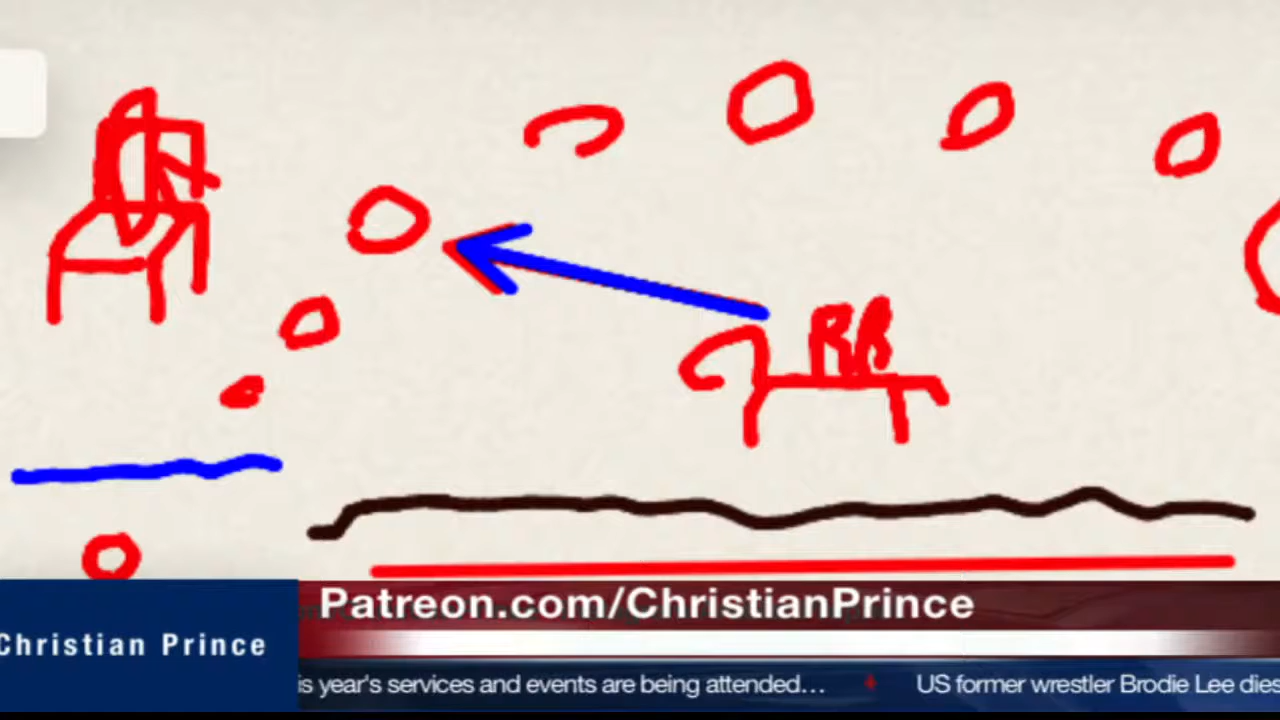 Patreon.com/ChristianPrince
Christian Prince
is year's services and events are being attended… US former wrestler Brodie Lee dies